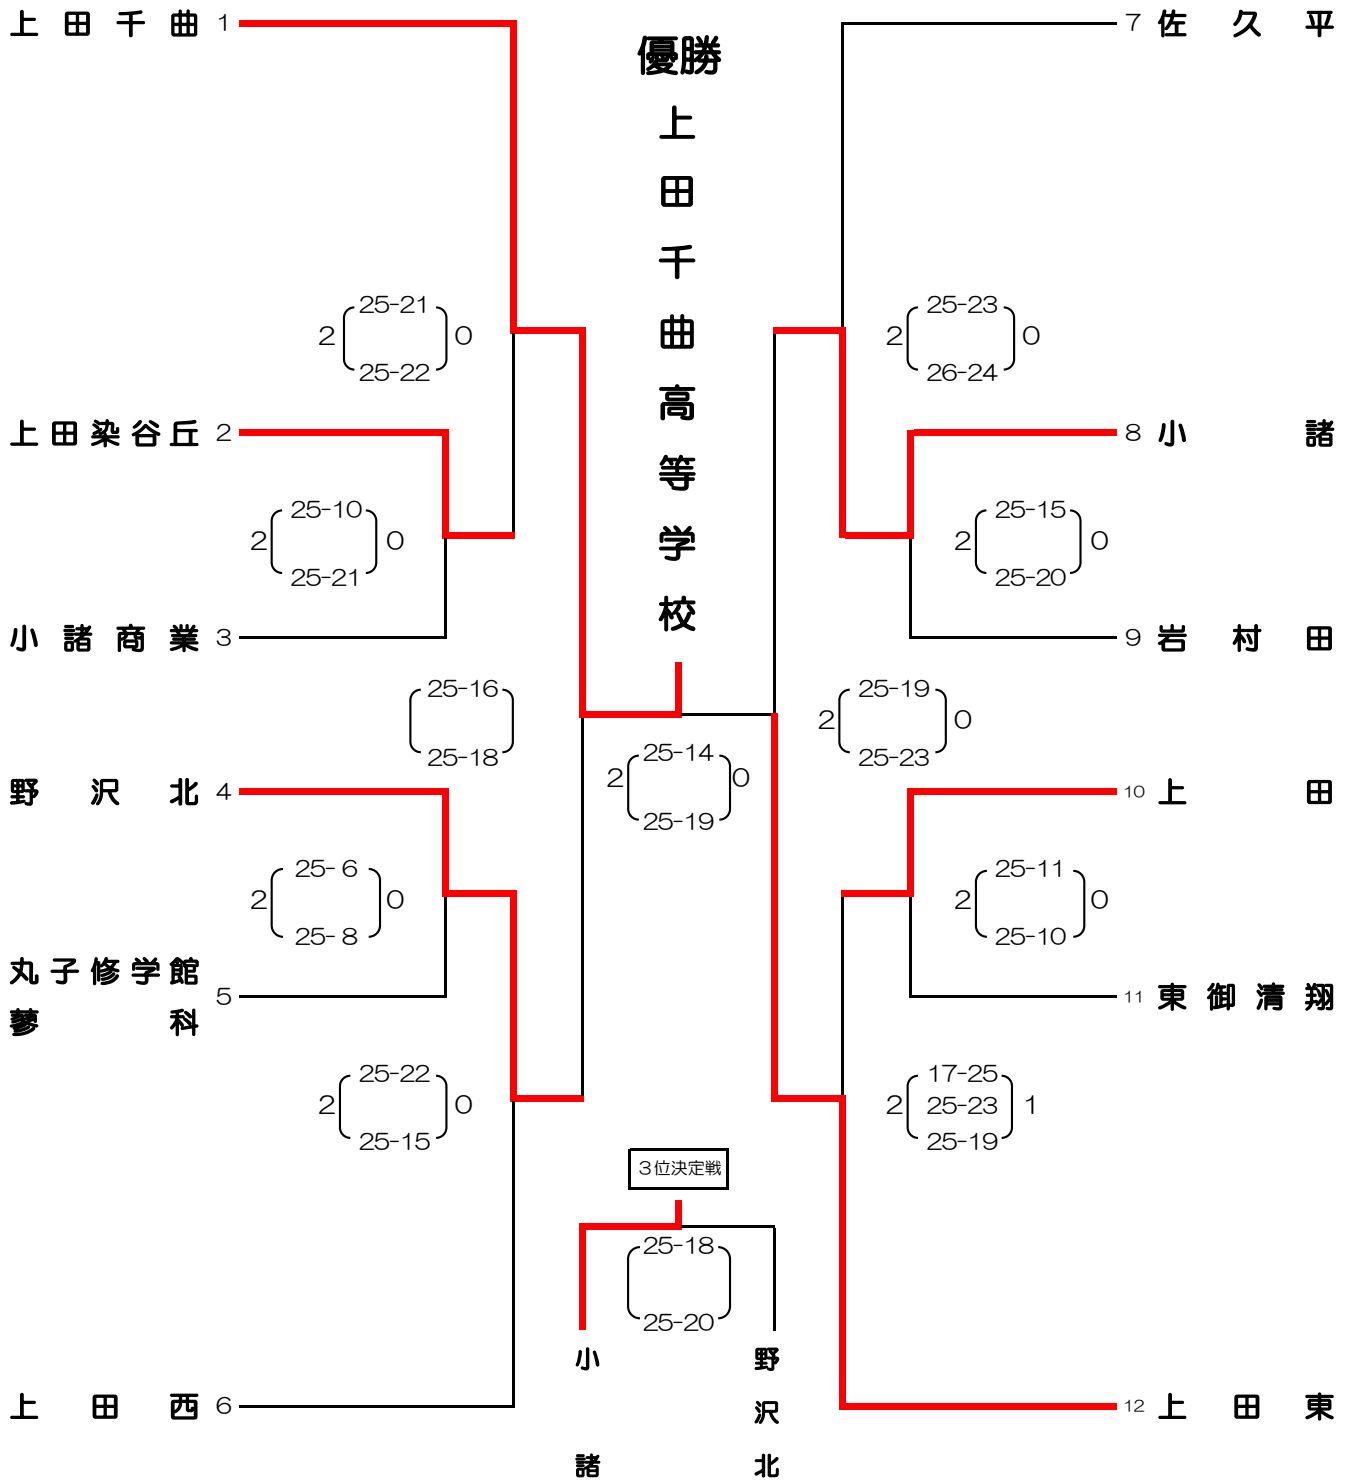 優勝
上田千曲高等学校
上田千曲 1
25-21
2 0
25-22
上田染谷丘 2
25-10
2 0
25-21
小諸商業 3
25-16
25-18
野沢北 4
25-6
2 0
25-8
丸子修学館
蓼科
5
25-22
2 0
25-15
上田西 6
25-14
2 0
25-19
7 佐久平
25-23
2 0
26-24
8 小諸
25-15
2 0
25-20
9 岩村田
25-19
2 0
25-23
10 上田
25-11
2 0
25-10
11 東御清翔
17-25
2 25-23 1
25-19
12 上田東
3位決定戦
25-18
25-20
小諸
野沢北